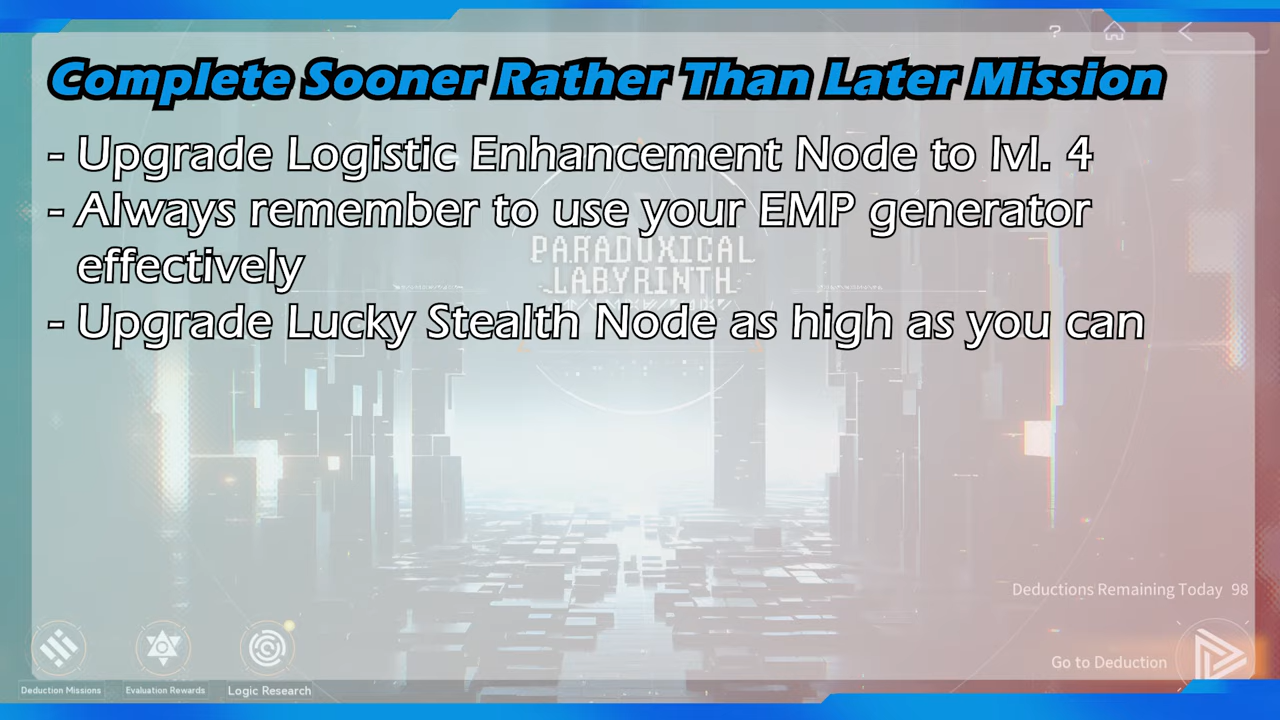 ?
Complete Sooner Rather Than Later Mission
- Upgrade Logistic Enhancement Node to lvl. 4
- Always remember to use your EMP generator
effectively
- Upgrade Lucky Stealth Node as high as you can
PARADOXICAL
LABYRINTH
Deductions Remaining Today 98
Go to Deduction
Deduction Missions
Evaluation Rewards
Logic Research